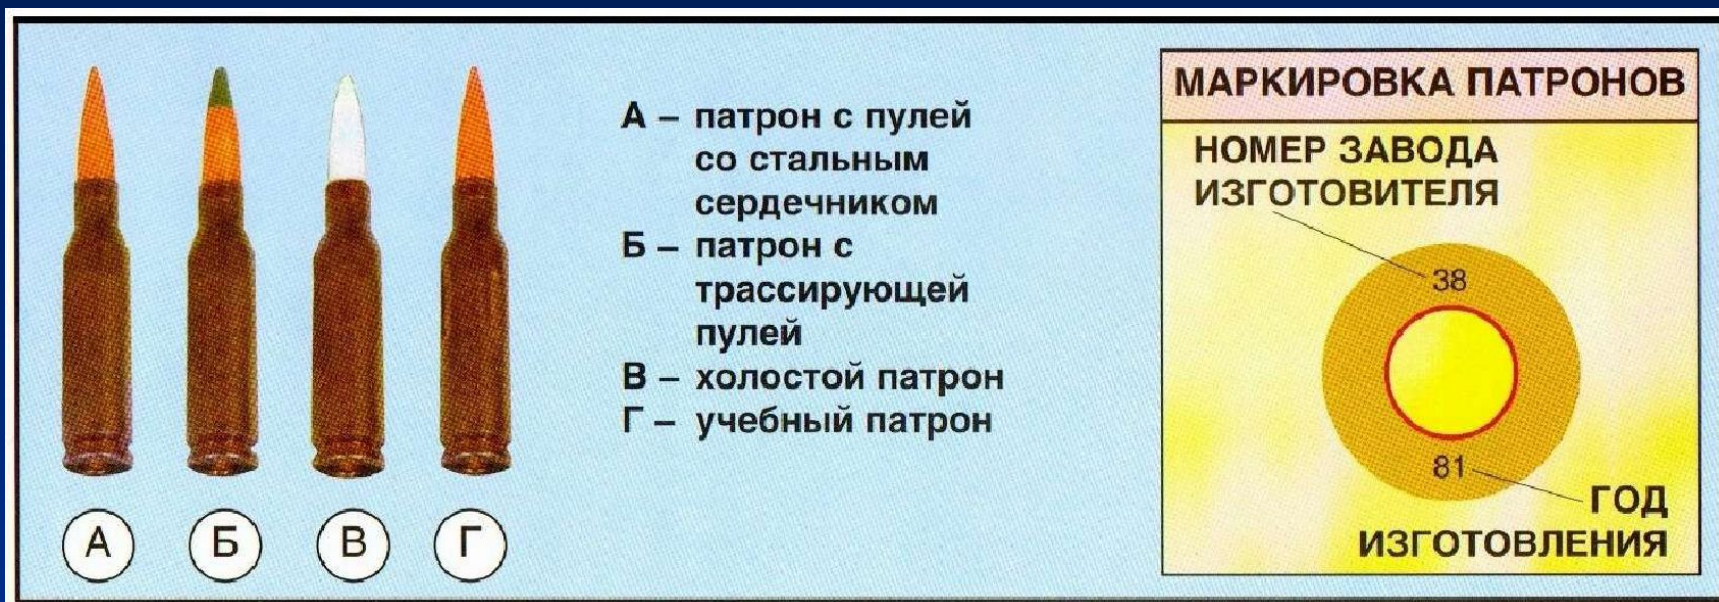 А – патрон с пулей
со стальным
сердечником
Б – патрон с
трассирующей
пулей
В – холостой патрон
Г – учебный патрон
А
Б
В
Г
МАРКИРОВКА ПАТРОНОВ
НОМЕР ЗАВОДА
ИЗГОТОВИТЕЛЯ
38
81
ГОД
ИЗГОТОВЛЕНИЯ